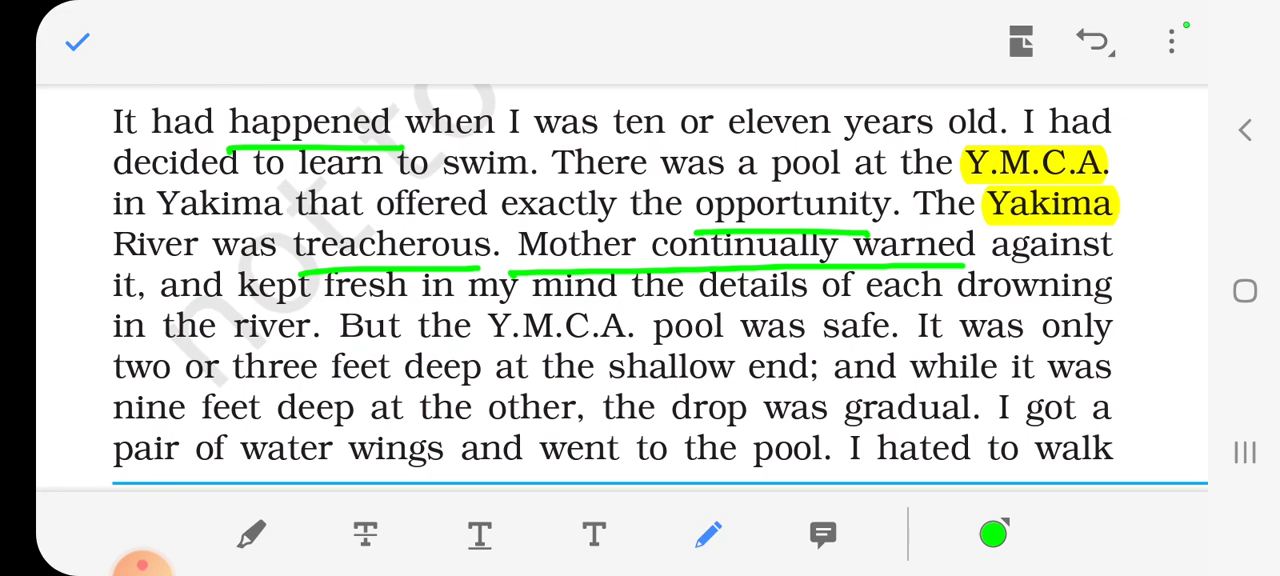 It had happened when I was ten or eleven years old. I had
decided to learn to swim. There was a pool at the Y.M.C.A.
in Yakima that offered exactly the opportunity. The Yakima
River was treacherous. Mother continually warned against
it, and kept fresh in my mind the details of each drowning
in the river. But the Y.M.C.A. pool was safe. It was only
two or three feet deep at the shallow end; and while it was
nine feet deep at the other, the drop was gradual. I got a
pair of water wings and went to the pool. I hated to walk
not to
T
T
T